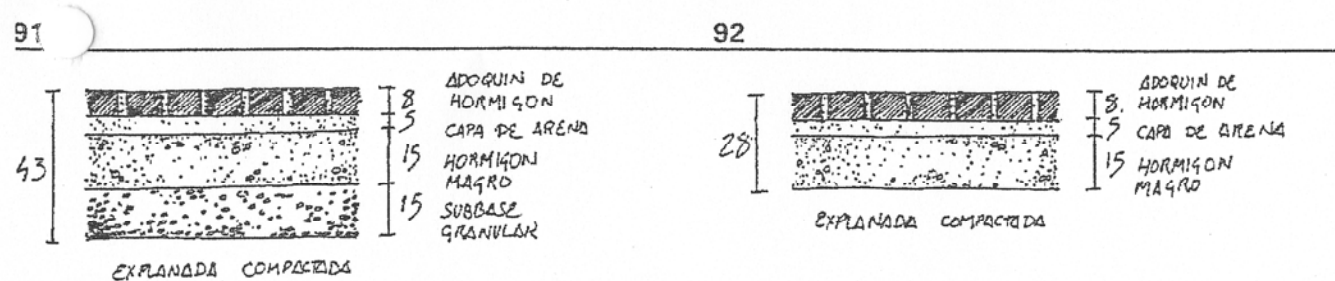 91
92
43
8
ADOQUIN DE
HORMIGON
5
CAPA DE ARENA
15
HORMIGON
MAGRO
15
SUBBASE
GRANULAR
EXPLANADA COMPACTADA
28
8.
ADOQUIN DE
HORMIGON
5
CAPA DE ARENA
15
HORMIGON
MAGRO
EXPLANADA COMPACTADA